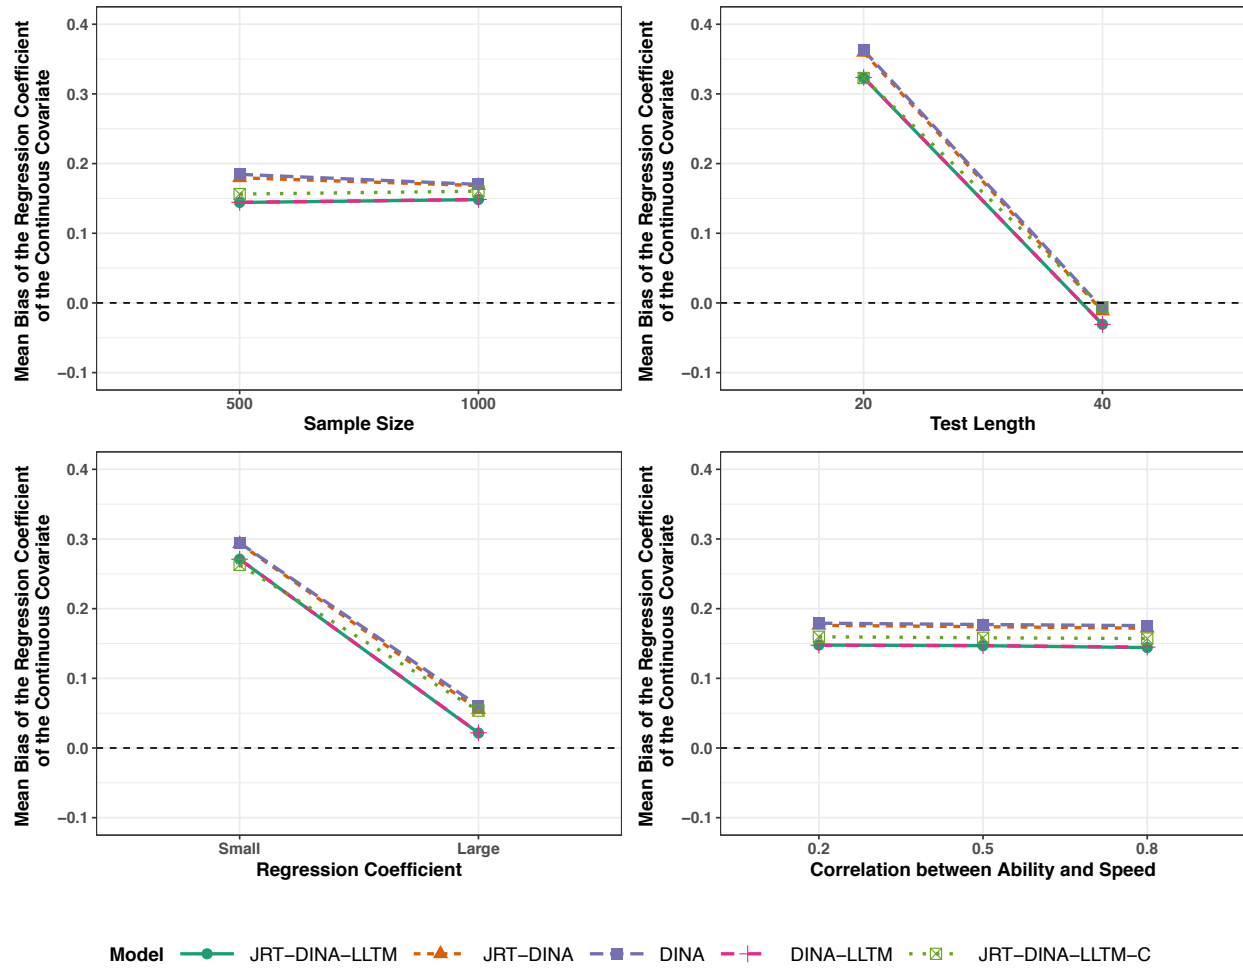 Mean Bias of the Regression Coefficient
of the Continuous Covariate
0.4
0.3
0.2
0.1
0.0
−0.1
500
1000
Sample Size
Mean Bias of the Regression Coefficient
of the Continuous Covariate
0.4
0.3
0.2
0.1
0.0
−0.1
20
40
Test Length
Mean Bias of the Regression Coefficient
of the Continuous Covariate
0.4
0.3
0.2
0.1
0.0
−0.1
Small
Large
Regression Coefficient
Mean Bias of the Regression Coefficient
of the Continuous Covariate
0.4
0.3
0.2
0.1
0.0
−0.1
0.2
0.5
0.8
Correlation between Ability and Speed
Model JRT−DINA−LLTM JRT−DINA DINA DINA−LLTM JRT−DINA−LLTM−C